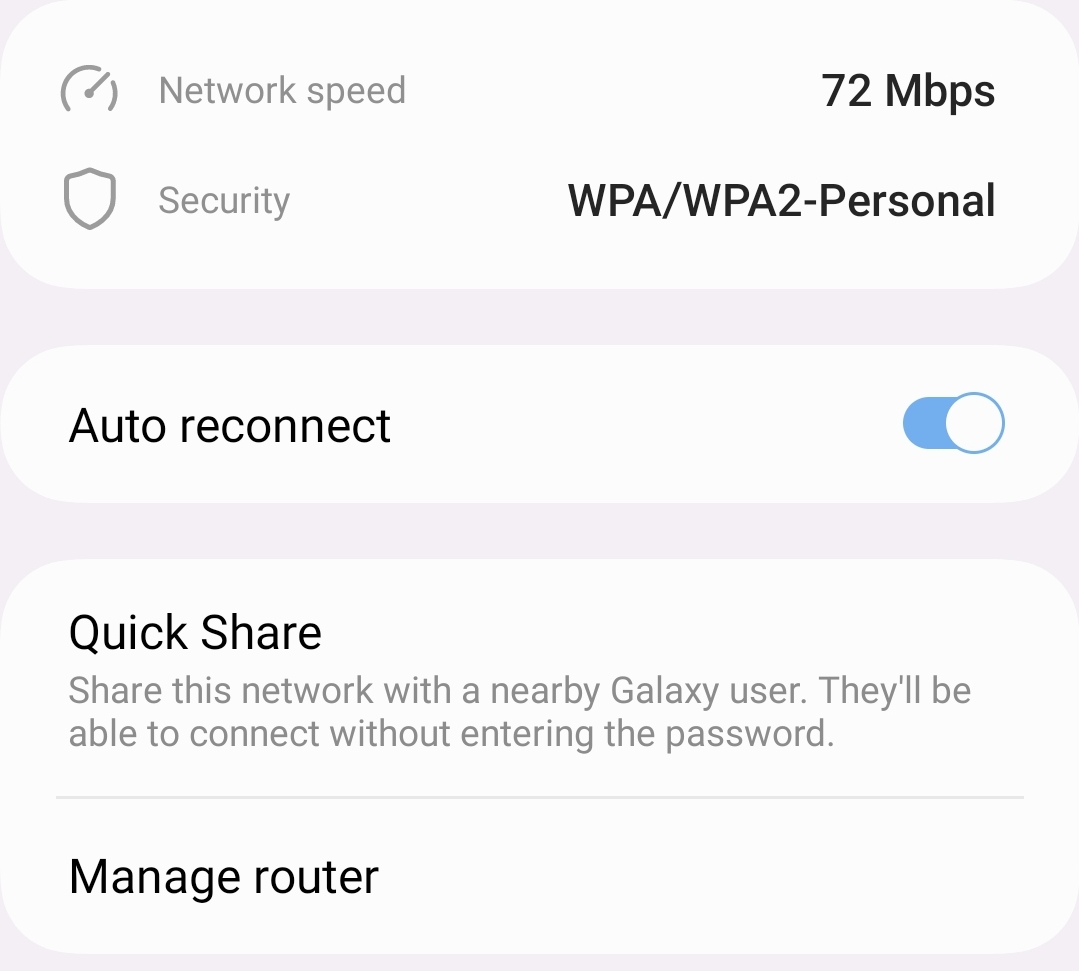 Network speed 72 Mbps
Security WPA/WPA2-Personal
Auto reconnect
Quick Share
Share this network with a nearby Galaxy user. They'll be
able to connect without entering the password.
Manage router